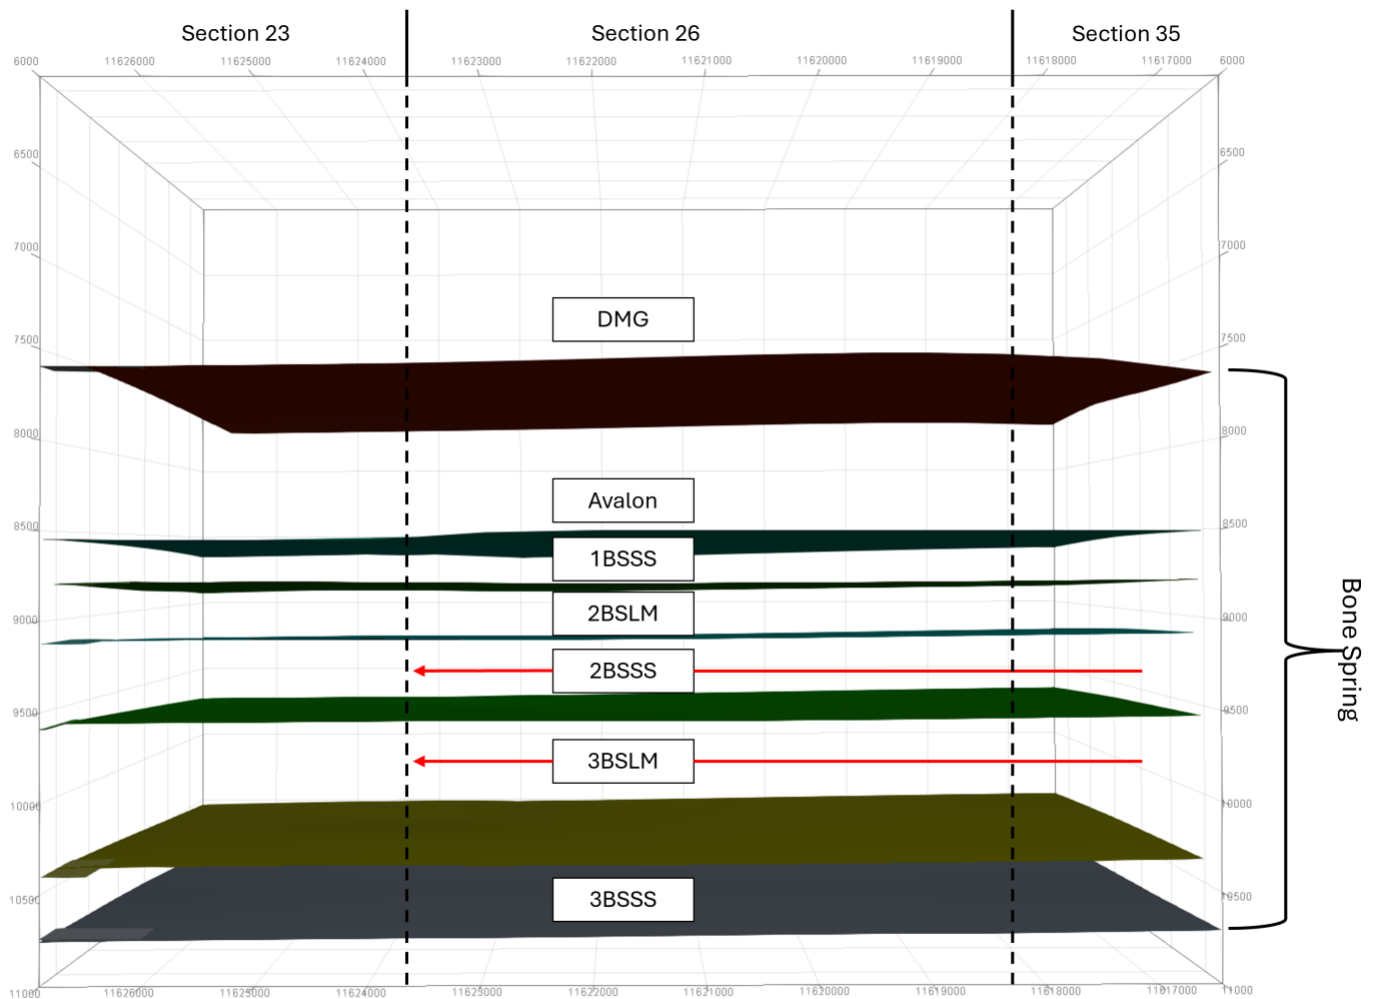 Section 23 Section 26 Section 35
6000 11626000 11625000 11624000 11623000 11622000 11621000 11620000 11619000 11618000 11617000 6000
6500 6500
7000 7000
DMG
7500 7500
8000 8000
Avalon
8500 8500
1BSSS
2BSLM
9000 9000
2BSSS
9500 9500
3BSLM
10000 10000
3BSSS
10500 10500
11000 11626000 11625000 11624000 11623000 11622000 11621000 11620000 11619000 11618000 11617000 11000
Bone Spring